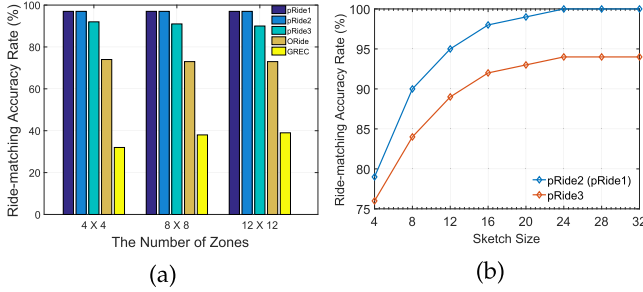 Ride-matching Accuracy Rate (%)
100
80
60
40
20
0
pRide1
pRide2
pRide3
ORide
GREC
4 X 4
8 X 8
12 X 12
The Number of Zones
(a)
Ride-matching Accuracy Rate (%)
100
95
90
85
80
75
pRide2 (pRide1)
pRide3
4
8
12
16
20
24
28
32
Sketch Size
(b)